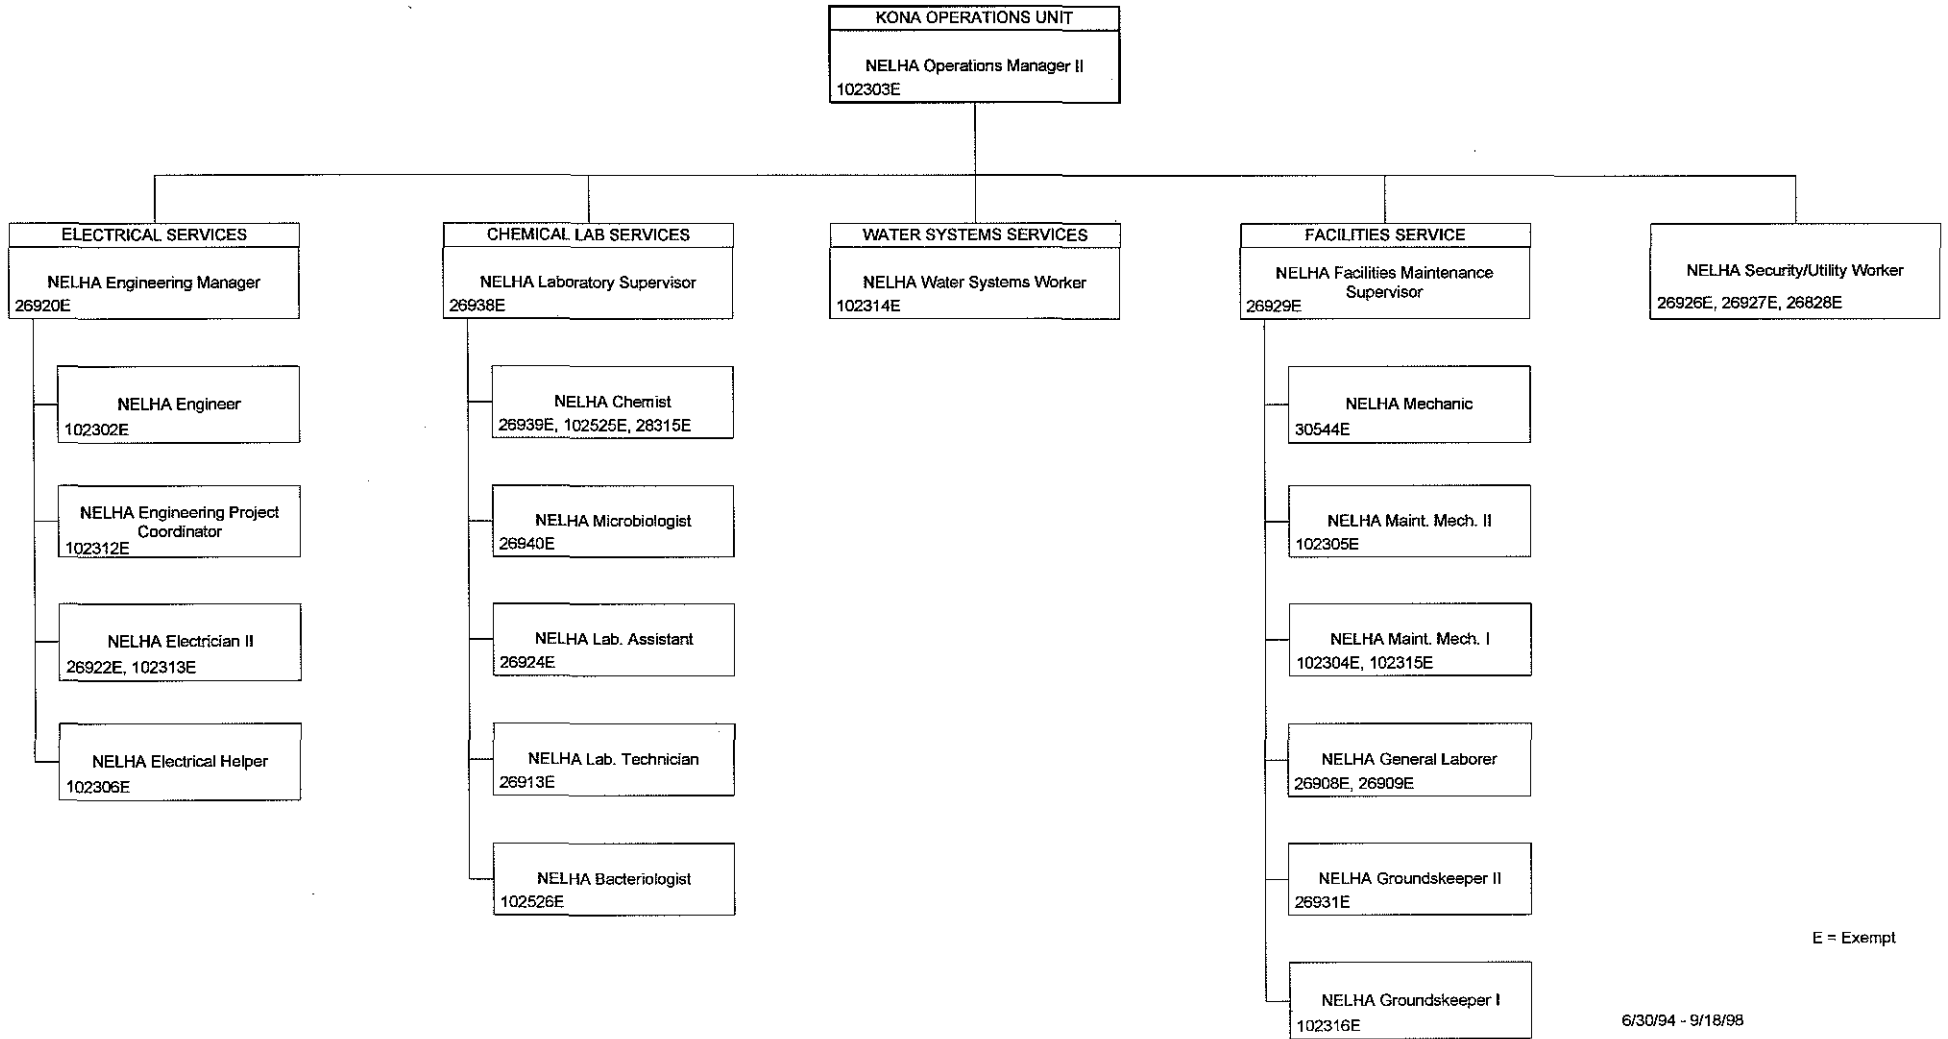 KONA OPERATIONS UNIT
NELHA Operations Manager II
102303E
ELECTRICAL SERVICES
NELHA Engineering Manager
26920E
NELHA Engineer
102302E
NELHA Engineering Project
Coordinator
102312E
NELHA Electrician II
26922E, 102313E
NELHA Electrical Helper
102306E
CHEMICAL LAB SERVICES
NELHA Laboratory Supervisor
26938E
NELHA Chemist
26939E, 102525E, 28315E
NELHA Microbiologist
26940E
NELHA Lab. Assistant
26924E
NELHA Lab. Technician
26913E
NELHA Bacteriologist
102526E
WATER SYSTEMS SERVICES
NELHA Water Systems Worker
102314E
FACILITIES SERVICE
NELHA Facilities Maintenance
Supervisor
26929E
NELHA Mechanic
30544E
NELHA Maint. Mech. II
102305E
NELHA Maint. Mech. I
102304E, 102315E
NELHA General Laborer
26908E, 26909E
NELHA Groundskeeper II
26931E
NELHA Groundskeeper I
102316E
NELHA Security/Utility Worker
26926E, 26927E, 26828E
E = Exempt
6/30/94 - 9/18/98